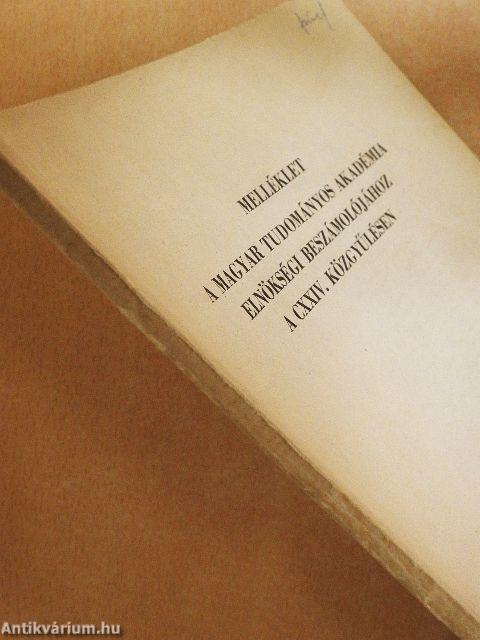 MELLÉKLET
A MAGYAR TUDOMÁNYOS AKADÉMIA
ELNÖKSÉGI BESZÁMOLÓJÁHOZ
A CXXIV. KÖZGYŰLÉSEN
Antikvárium.hu